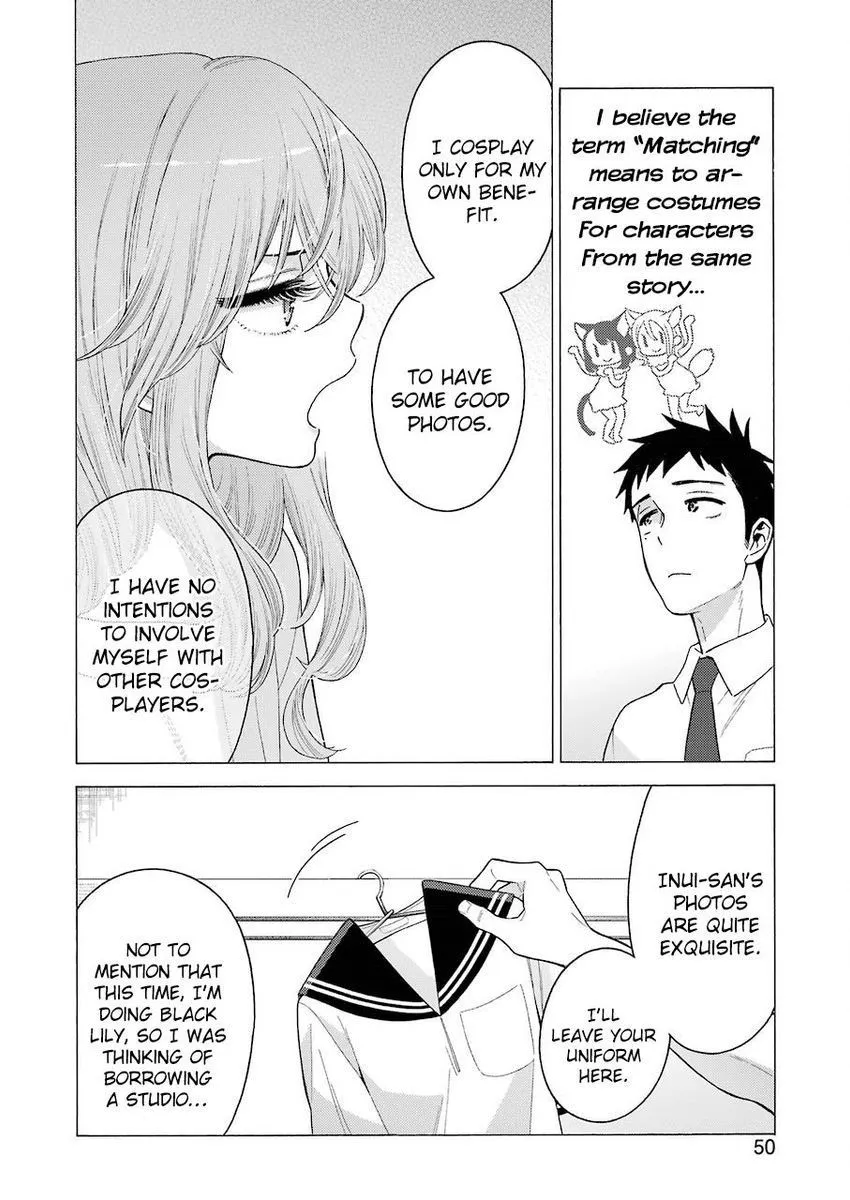 I believe the
term "Matching"
means to ar-
range costumes
for characters
from the same
story...
I COSPLAY
ONLY FOR MY
OWN BENE-
FIT.
TO HAVE
SOME GOOD
PHOTOS.
I HAVE NO
INTENTIONS
TO INVOLVE
MYSELF WITH
OTHER COS-
PLAYERS.
INUI-SAN'S
PHOTOS
ARE QUITE
EXQUISITE.
I'LL
LEAVE YOUR
UNIFORM
HERE.
NOT TO
MENTION THAT
THIS TIME, I'M
DOING BLACK
LILY, SO I WAS
THINKING OF
BORROWING
A STUDIO...
50